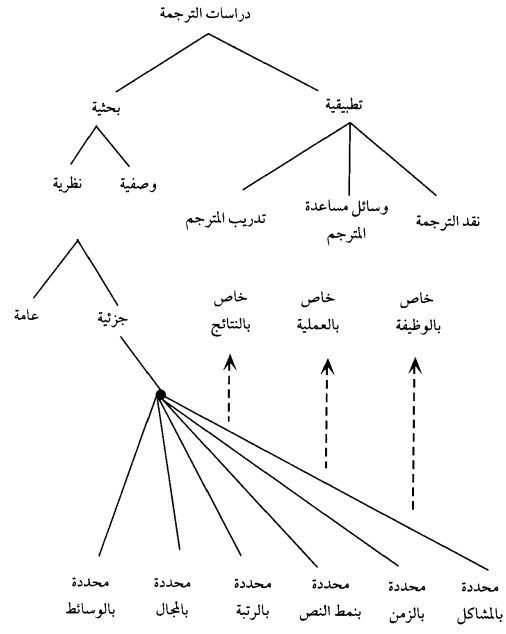 دراسات الترجمة
تطبيقية
بحثية
نقد الترجمة
وسائل مساعدة
المترجم
تدريب المترجم
وصفية
نظرية
خاص
بالوظيفة
خاص
بالعملية
خاص
بالنتائج
جزئية
عامة
محددة
بالمشاكل
محددة
بالزمن
محددة
بنمط النص
محددة
بالرتبة
محددة
بالمجال
محددة
بالوسائط